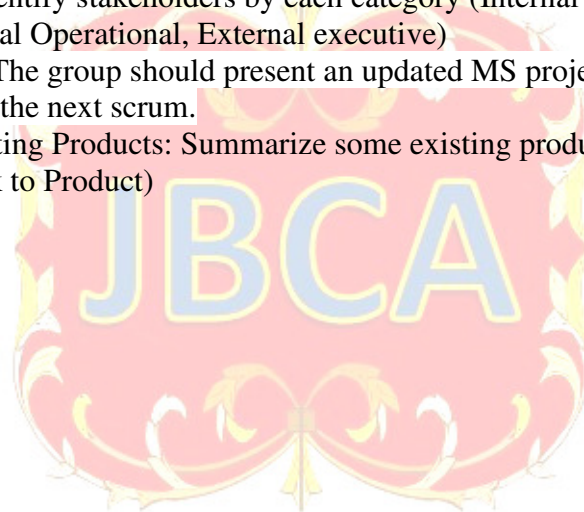 entify stakeholders by each category (Internal
al Operational, External executive)
The group should present an updated MS proje
the next scrum.
ting Products: Summarize some existing produ
to Product)
JBCA